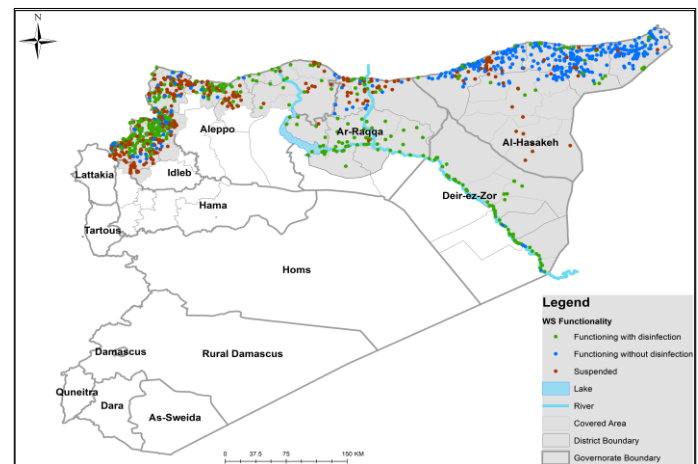 N
Aleppo
Ar-Raqqa
Al-Hasakeh
Lattakia
Idleb
Deir-ez-Zor
Hama
Tartous
Homs
Damascus
Rural Damascus
Quneitra
Dara
As-Sweida
0 37.5 75 150 KM
Legend
WS Functionality
Functioning with disinfection
Functioning without disinfection
Suspended
Lake
River
Covered Area
District Boundary
Governorate Boundary